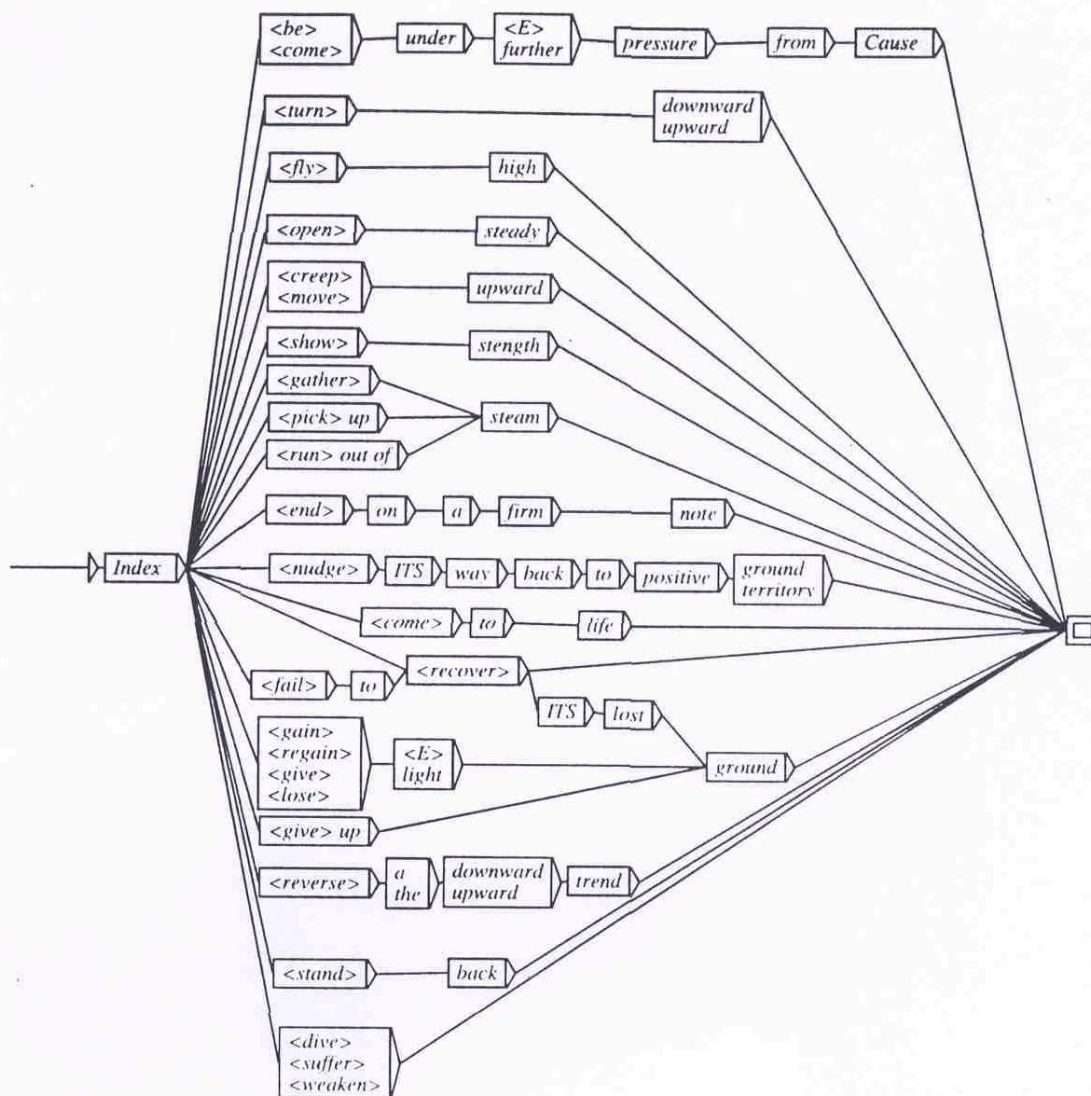 <be>
<come>
under
<E>
further
pressure
from
Cause
<turn>
downward
upward
<fly>
high
<open>
steady
<creep>
<move>
upward
<show>
stength
<gather>
<pick> up
steam
<run> out of
<end>
on
a
firm
note
Index
<nudge>
ITS
way
back
to
positive
ground
territory
<come>
to
life
<recover>
<fail>
to
ITS
lost
<gain>
<regain>
<give>
<lose>
<E>
light
ground
<give> up
<reverse>
a
the
downward
upward
trend
<stand>
back
<dive>
<suffer>
<weaken>